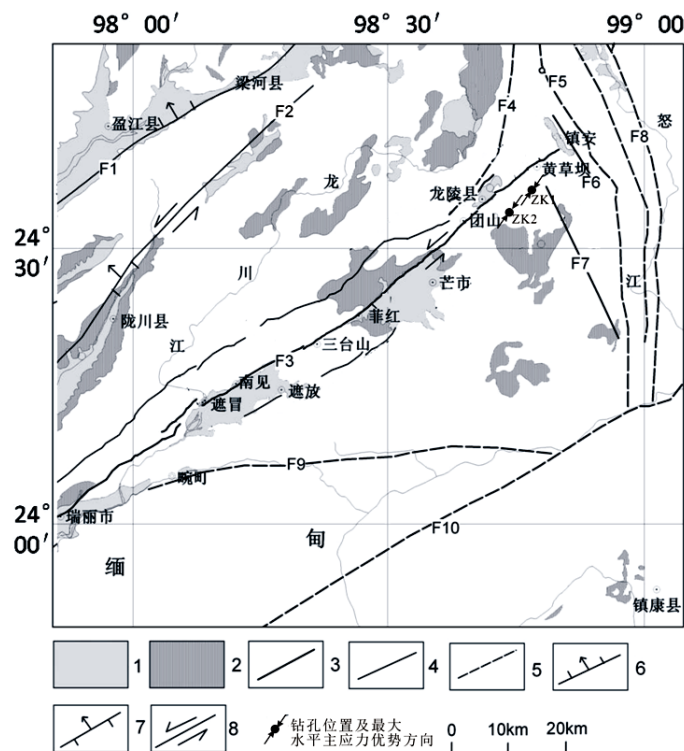 98° 00′ 98° 30′ 99° 00
梁河县
F2
F5
F4
怒
盈江县
F8
镇安
F1
黄草坝
龙
F6
龙陵县
ZK1
团山
ZK2
24°
30′
F7
川
江
芒市
陇川县
菲红
江
三台山
F3
南见
遮放
遮冒
F9
畹町
24°
00′
瑞丽市
F10
甸
缅
镇康县
1 2 3 4 5 6
7 8
钻孔位置及最大
水平主应力优势方向
0 10km 20km